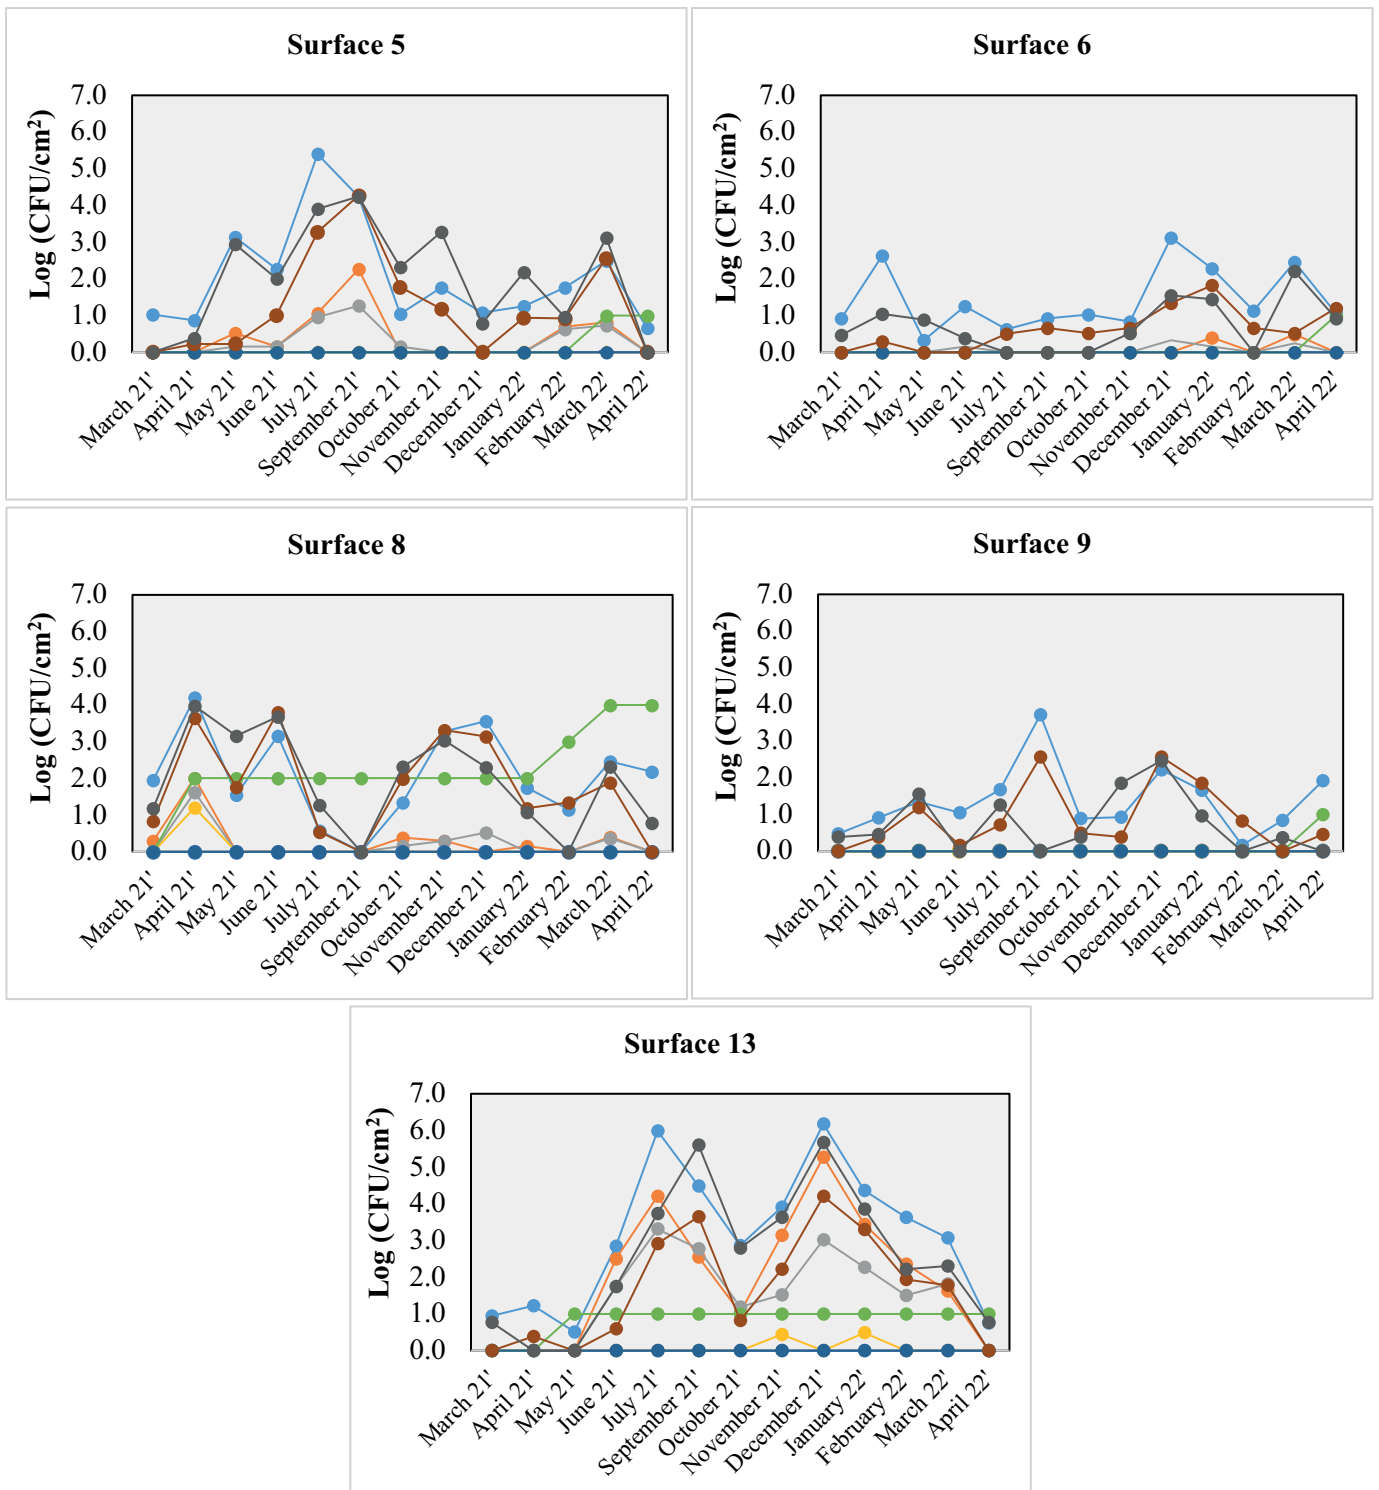 Surface 5
Log (CFU/cm²)
7.0
6.0
5.0
4.0
3.0
2.0
1.0
0.0
March 21'
April 21'
May 21'
June 21'
July 21'
September 21'
October 21'
November 21'
December 21'
January 22'
February 22'
March 22'
April 22'
Surface 6
Log (CFU/cm²)
7.0
6.0
5.0
4.0
3.0
2.0
1.0
0.0
March 21'
April 21'
May 21'
June 21'
July 21'
September 21'
October 21'
November 21'
December 21'
January 22'
February 22'
March 22'
April 22'
Surface 8
Log (CFU/cm²)
7.0
6.0
5.0
4.0
3.0
2.0
1.0
0.0
March 21'
April 21'
May 21'
June 21'
July 21'
September 21'
October 21'
November 21'
December 21'
January 22'
February 22'
March 22'
April 22'
Surface 9
Log (CFU/cm²)
7.0
6.0
5.0
4.0
3.0
2.0
1.0
0.0
March 21'
April 21'
May 21'
June 21'
July 21'
September 21'
October 21'
November 21'
December 21'
January 22'
February 22'
March 22'
April 22'
Surface 13
Log (CFU/cm²)
7.0
6.0
5.0
4.0
3.0
2.0
1.0
0.0
March 21'
April 21'
May 21'
June 21'
July 21'
September 21'
October 21'
November 21'
December 21'
January 22'
February 22'
March 22'
April 22'